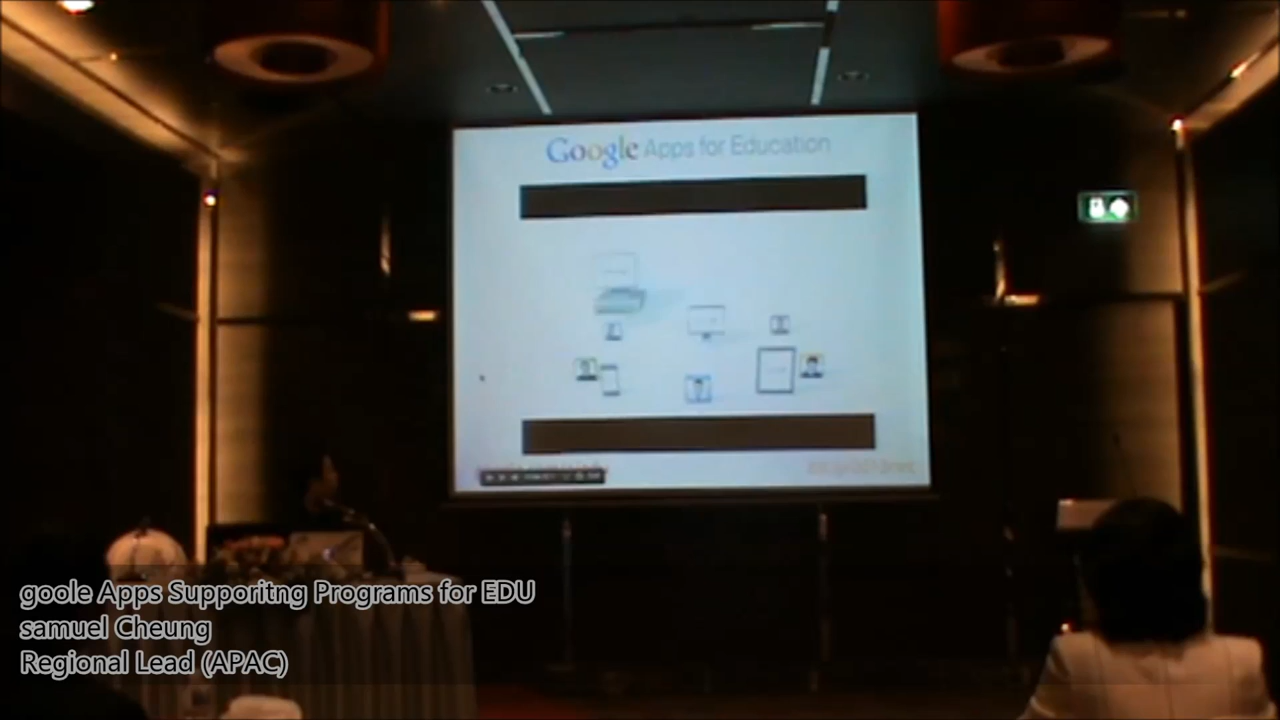 Google Apps for Education
goole Apps Supporitng Programs for EDU
samuel Cheung
Regional Lead (APAC)